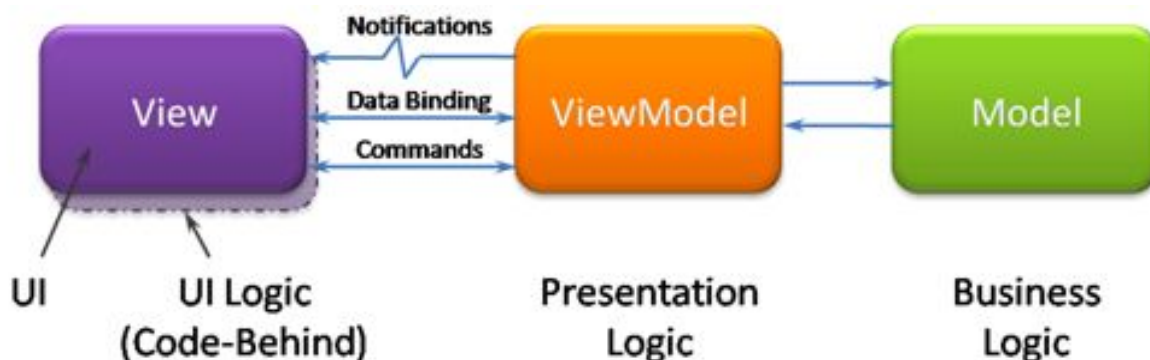 Notifications
View
Data Binding
ViewModel
Model
Commands
UI
UI Logic
(Code-Behind)
Presentation
Logic
Business
Logic